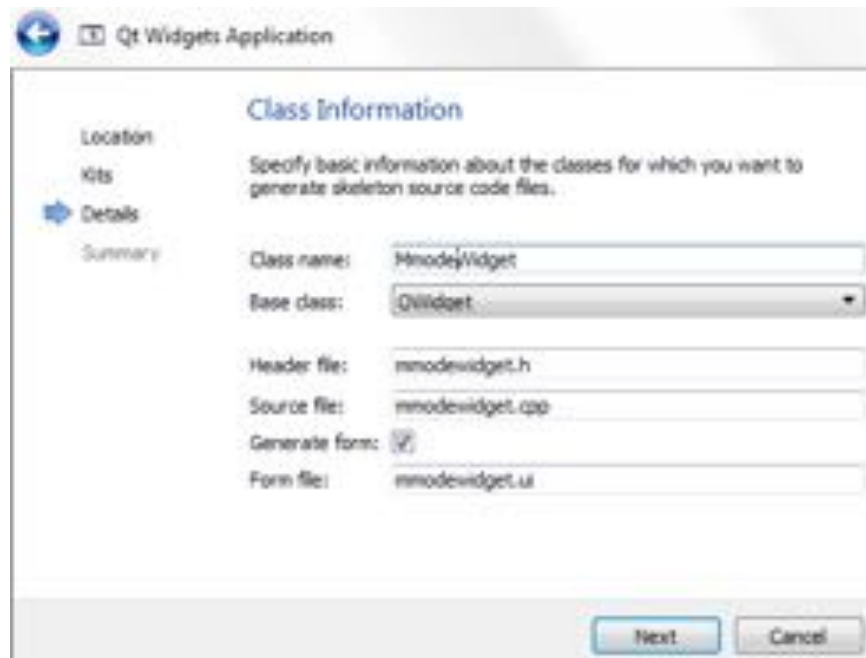 Qt Widgets Application
Class Information
Location
Kits
Details
Summary
Specify basic information about the classes for which you want to
generate skeleton source code files.
Class name: MmodeWidget
Base class: QWidget
Header file: mmodewidget.h
Source file: mmodewidget.cpp
Generate form:
Form file: mmodewidget.ui
Next Cancel